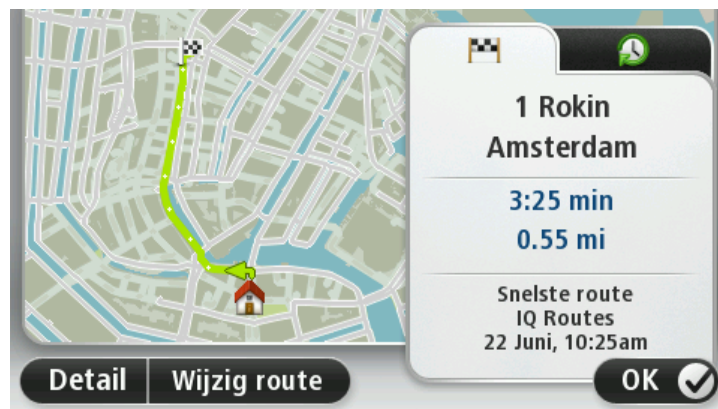 1 Rokin
Amsterdam
3:25 min
0.55 mi
Snelste route
IQ Routes
22 Juni, 10:25am
Detail
Wijzig route
OK